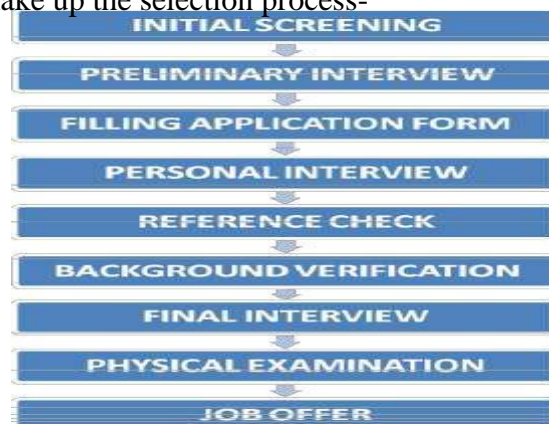 ake up the selection process-
INITIAL SCREENING
PRELIMINARY INTERVIEW
FILLING APPLICATION FORM
PERSONAL INTERVIEW
REFERENCE CHECK
BACKGROUND VERIFICATION
FINAL INTERVIEW
PHYSICAL EXAMINATION
JOB OFFER